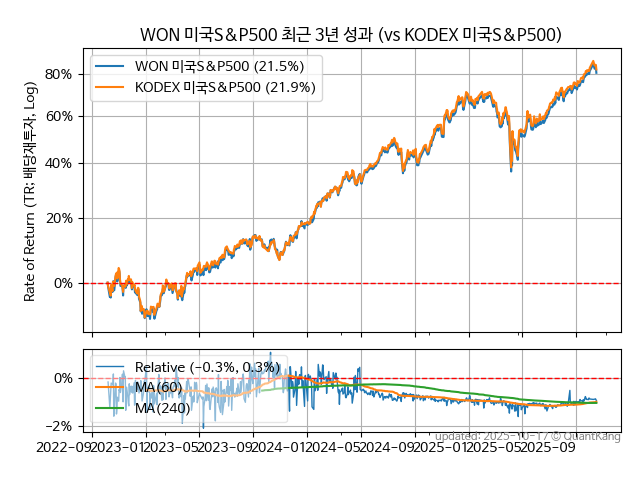 WON 미국S&P500 최근 3년 성과 (vs KODEX 미국S&P500)
Rate of Return (TR; 배당재투자, Log)
WON 미국S&P500 (21.5%)
KODEX 미국S&P500 (21.9%)
80%
60%
40%
20%
0%
Relative (−0.3%, 0.3%)
MA(60)
MA(240)
0%
−2%
2022-09 2023-01 2023-05 2023-09 2024-01 2024-05 2024-09 2025-01 2025-05 2025-09
updated: 2025-10-17 © QuantKang